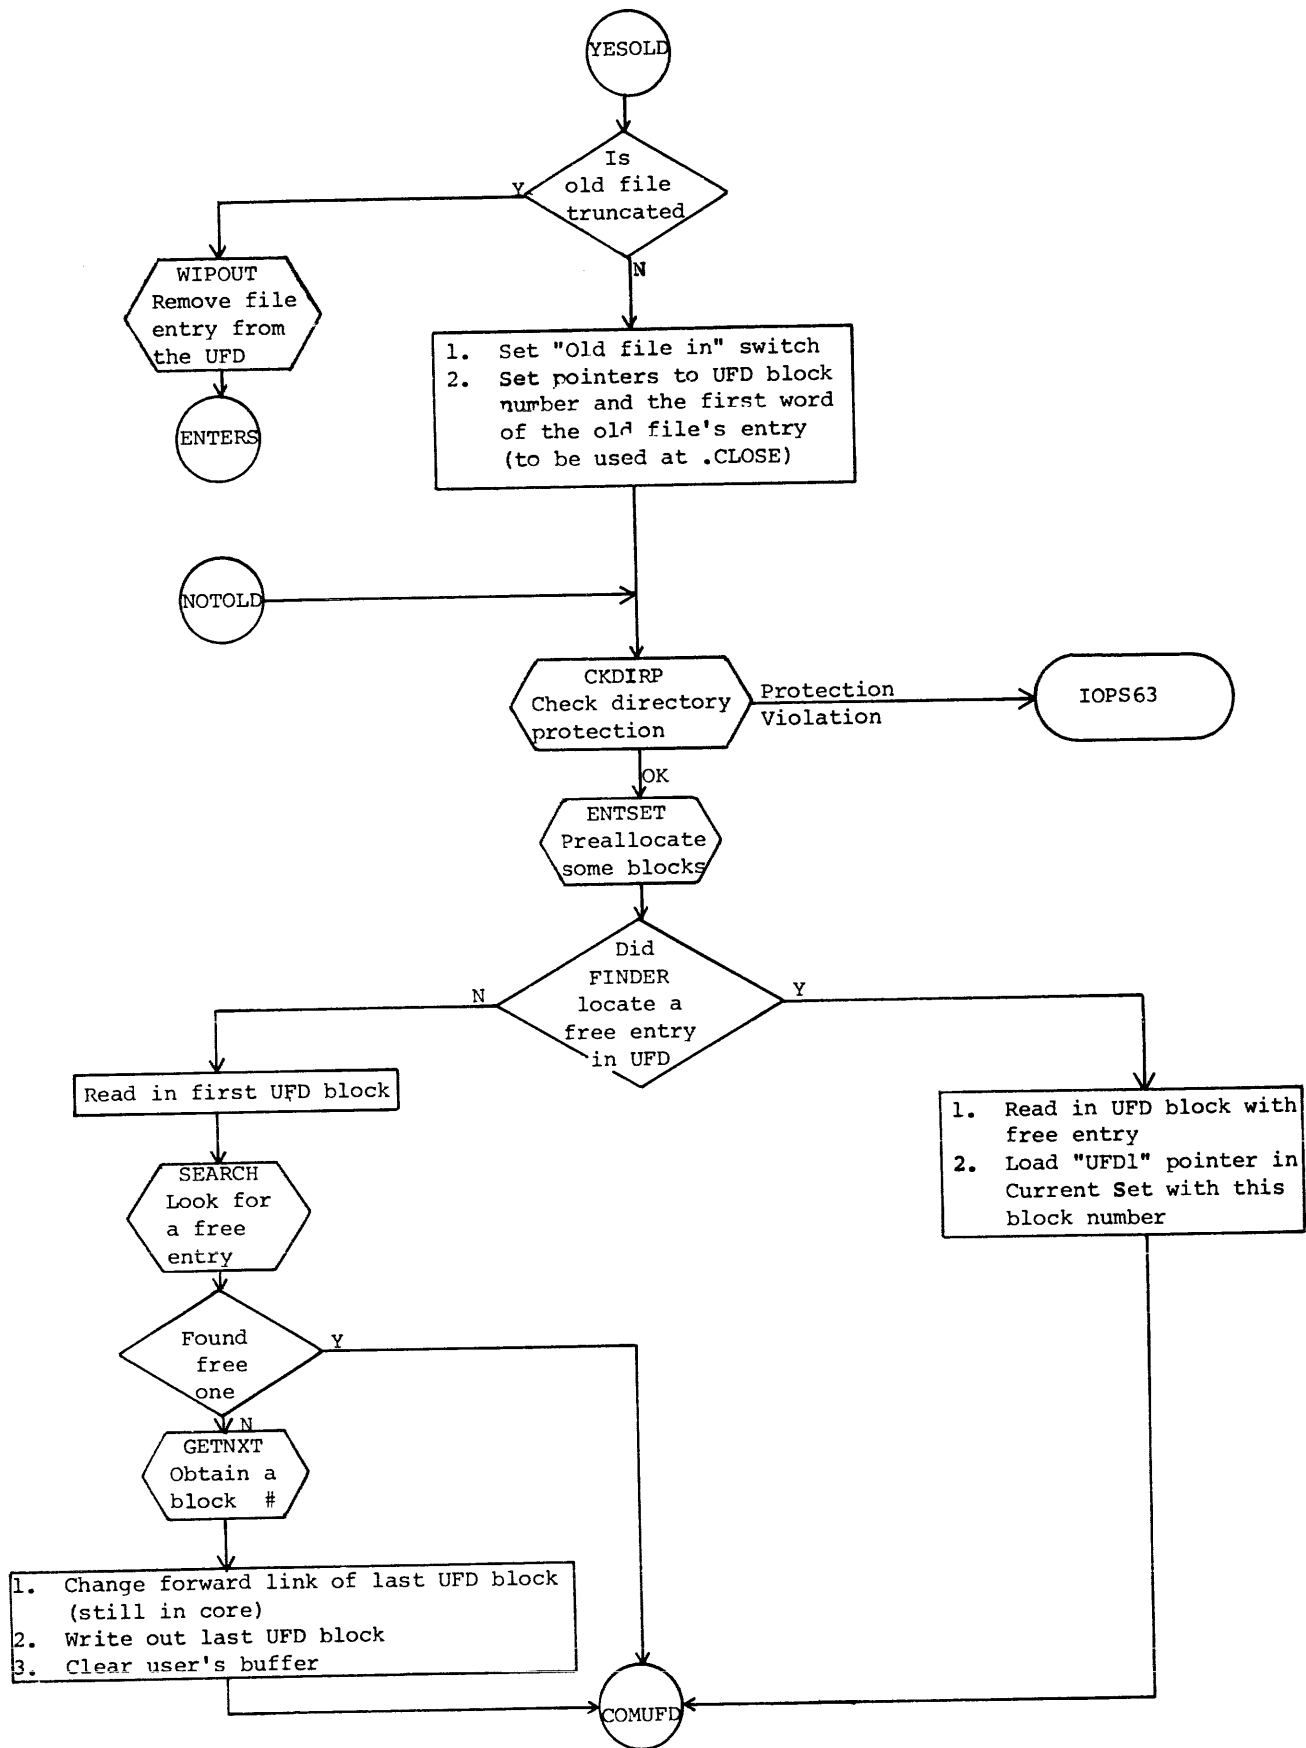 YESOLD
Is
old file
truncated
Y
N
WIPOUT
Remove file
entry from
the UFD
ENTERS
1. Set "Old file in" switch
2. Set pointers to UFD block
number and the first word
of the old file's entry
(to be used at .CLOSE)
NOTOLD
CKDIRP
Check directory
protection
Protection
Violation
IOPS63
OK
ENTSET
Preallocate
some blocks
Did
FINDER
locate a
free entry
in UFD
N
Y
Read in first UFD block
1. Read in UFD block with
free entry
2. Load "UFD1" pointer in
Current Set with this
block number
SEARCH
Look for
a free
entry
Found
free
one
Y
N
GETNXT
Obtain a
block #
1. Change forward link of last UFD block
(still in core)
2. Write out last UFD block
3. Clear user's buffer
COMUFD